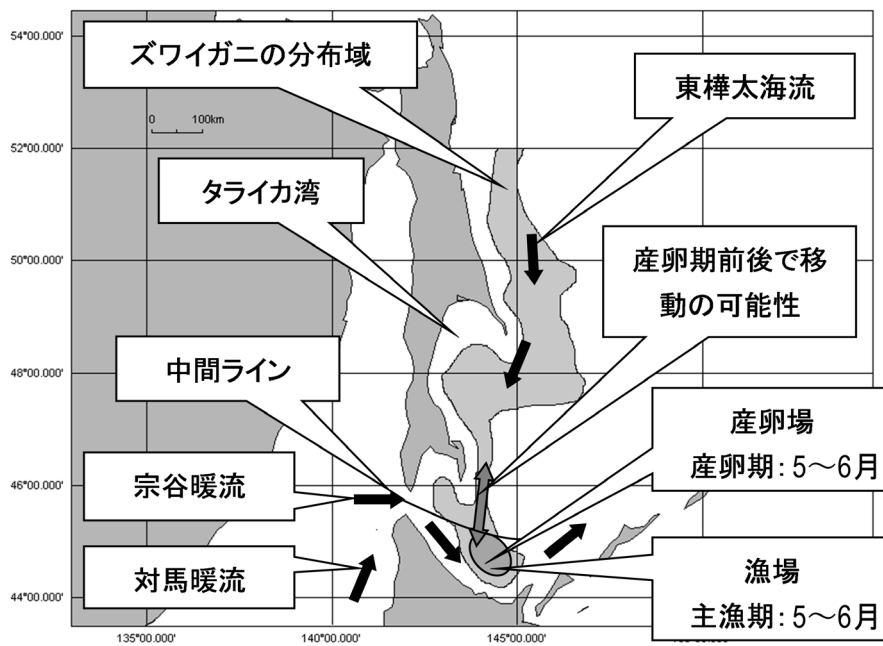 54°00.000'
ズワイガニの分布域
東樺太海流
0 100km
52°00.000'
タライカ湾
50°00.000'
産卵期前後で移
動の可能性
中間ライン
48°00.000'
産卵場
産卵期：5～6月
宗谷暖流
46°00.000'
対馬暖流
漁場
主漁期：5～6月
44°00.000'
135°00.000'
140°00.000'
145°00.000'